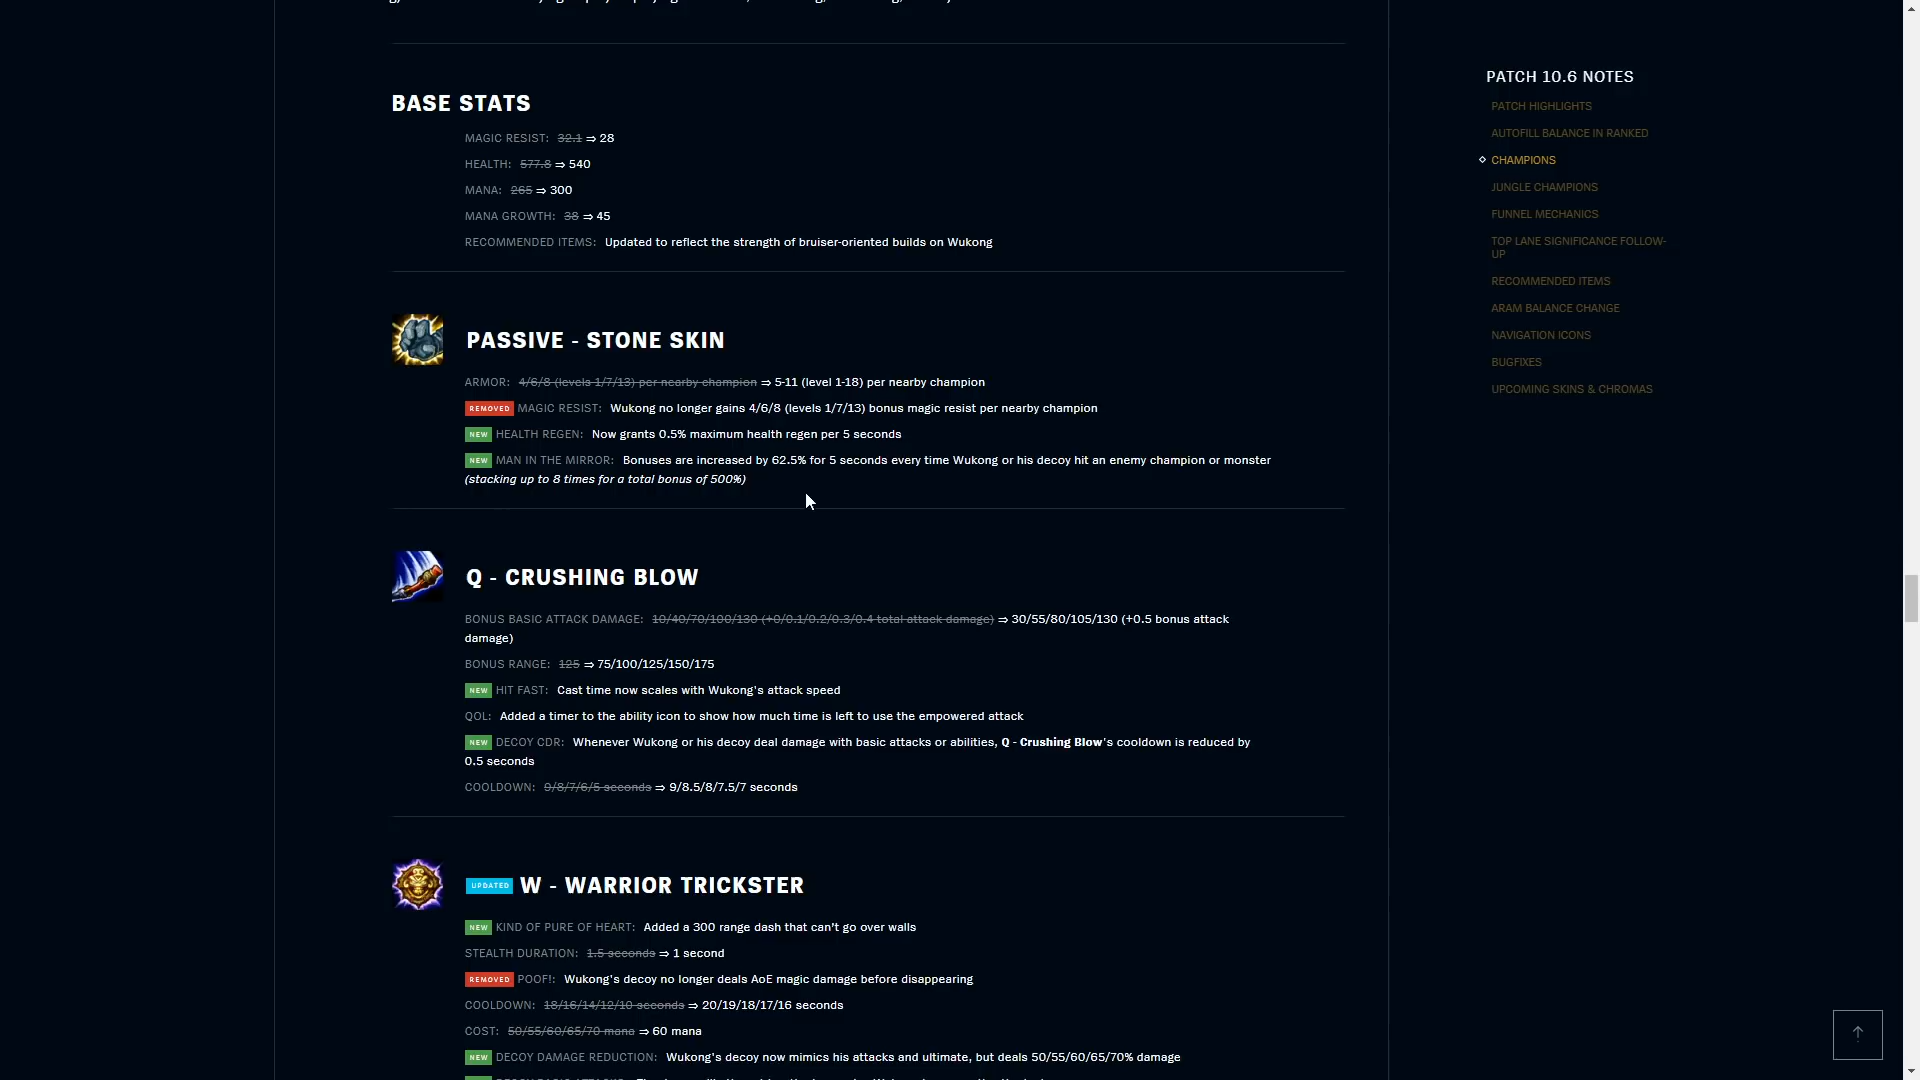 BASE STATS
MAGIC RESIST: 32.1 ⇒ 28
HEALTH: 577.8 ⇒ 540
MANA: 265 ⇒ 300
MANA GROWTH: 38 ⇒ 45
RECOMMENDED ITEMS: Updated to reflect the strength of bruiser-oriented builds on Wukong
PASSIVE - STONE SKIN
ARMOR: 4/6/8 (levels 1/7/13) per nearby champion ⇒ 5-11 (level 1-18) per nearby champion
REMOVED MAGIC RESIST: Wukong no longer gains 4/6/8 (levels 1/7/13) bonus magic resist per nearby champion
NEW HEALTH REGEN: Now grants 0.5% maximum health regen per 5 seconds
NEW MAN IN THE MIRROR: Bonuses are increased by 62.5% for 5 seconds every time Wukong or his decoy hit an enemy champion or monster
(stacking up to 8 times for a total bonus of 500%)
Q - CRUSHING BLOW
BONUS BASIC ATTACK DAMAGE: 10/40/70/100/130 (+0/0.1/0.2/0.3/0.4 total attack damage) ⇒ 30/55/80/105/130 (+0.5 bonus attack
damage)
BONUS RANGE: 125 ⇒ 75/100/125/150/175
NEW HIT FAST: Cast time now scales with Wukong's attack speed
QOL: Added a timer to the ability icon to show how much time is left to use the empowered attack
NEW DECOY CDR: Whenever Wukong or his decoy deal damage with basic attacks or abilities, Q - Crushing Blow's cooldown is reduced by
0.5 seconds
COOLDOWN: 9/8/7/6/5 seconds ⇒ 9/8.5/8/7.5/7 seconds
UPDATED W - WARRIOR TRICKSTER
NEW KIND OF PURE OF HEART: Added a 300 range dash that can't go over walls
STEALTH DURATION: 1.5 seconds ⇒ 1 second
REMOVED POOF!: Wukong's decoy no longer deals AoE magic damage before disappearing
COOLDOWN: 18/16/14/12/10 seconds ⇒ 20/19/18/17/16 seconds
COST: 50/55/60/65/70 mana ⇒ 60 mana
NEW DECOY DAMAGE REDUCTION: Wukong's decoy now mimics his attacks and ultimate, but deals 50/55/60/65/70% damage
PATCH 10.6 NOTES
PATCH HIGHLIGHTS
AUTOFILL BALANCE IN RANKED
CHAMPIONS
JUNGLE CHAMPIONS
FUNNEL MECHANICS
TOP LANE SIGNIFICANCE FOLLOW-
UP
RECOMMENDED ITEMS
ARAM BALANCE CHANGE
NAVIGATION ICONS
BUGFIXES
UPCOMING SKINS & CHROMAS